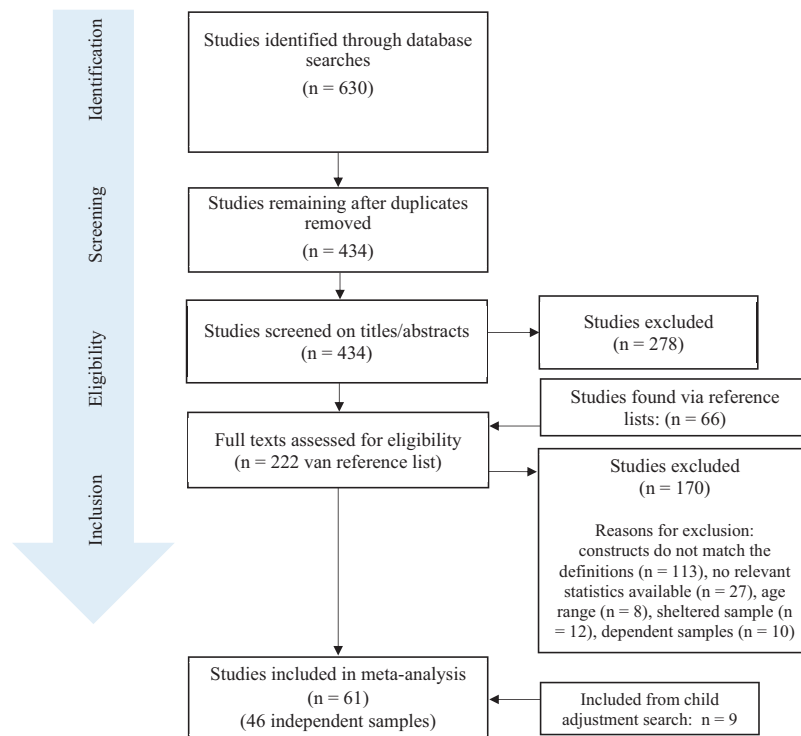 Identification
Screening
Eligibility
Inclusion
Studies identified through database
searches
(n = 630)
Studies remaining after duplicates
removed
(n = 434)
Studies screened on titles/abstracts
(n = 434)
Studies excluded
(n = 278)
Studies found via reference
lists: (n = 66)
Full texts assessed for eligibility
(n = 222 van reference list)
Studies excluded
(n = 170)
Reasons for exclusion:
constructs do not match the
definitions (n = 113), no relevant
statistics available (n = 27), age
range (n = 8), sheltered sample (n
= 12), dependent samples (n = 10)
Studies included in meta-analysis
(n = 61)
(46 independent samples)
Included from child
adjustment search: n = 9